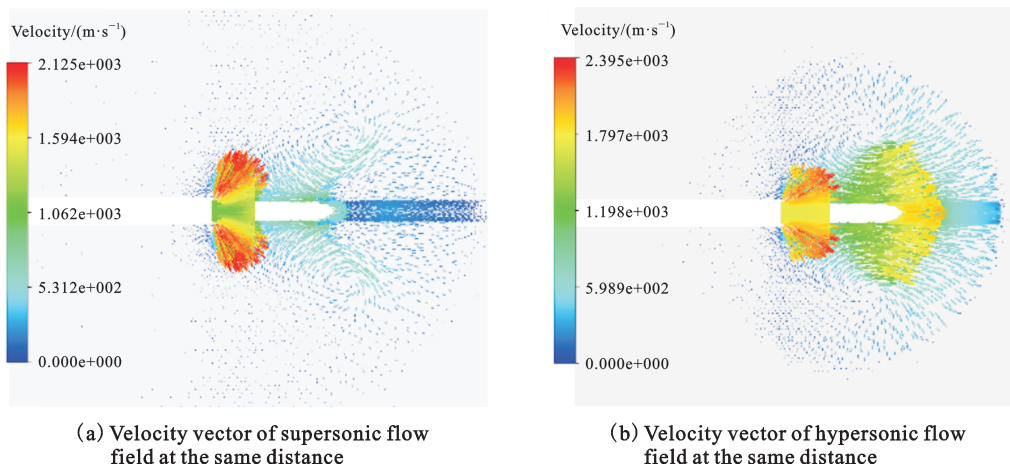 Velocity/(m·s⁻¹)
2.125e+003
1.594e+003
1.062e+003
5.312e+002
0.000e+000
(a) Velocity vector of supersonic flow
field at the same distance
Velocity/(m·s⁻¹)
2.395e+003
1.797e+003
1.198e+003
5.989e+002
0.000e+000
(b) Velocity vector of hypersonic flow
field at the same distance